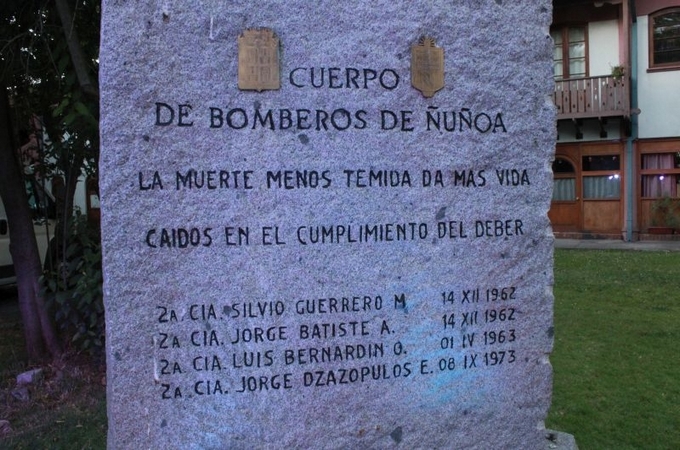 CUERPO
DE BOMBEROS DE ÑUÑOA
LA MUERTE MENOS TEMIDA DA MAS VIDA
CAIDOS EN EL CUMPLIMIENTO DEL DEBER
2A CIA. SILVIO GUERRERO M 14 XII 1962
2A CIA. JORGE BATISTE A. 14 XII 1962
2A CIA. LUIS BERNARDIN O. 01 IV 1963
2A CIA. JORGE DZAZOPULOS E. 08 IX 1973